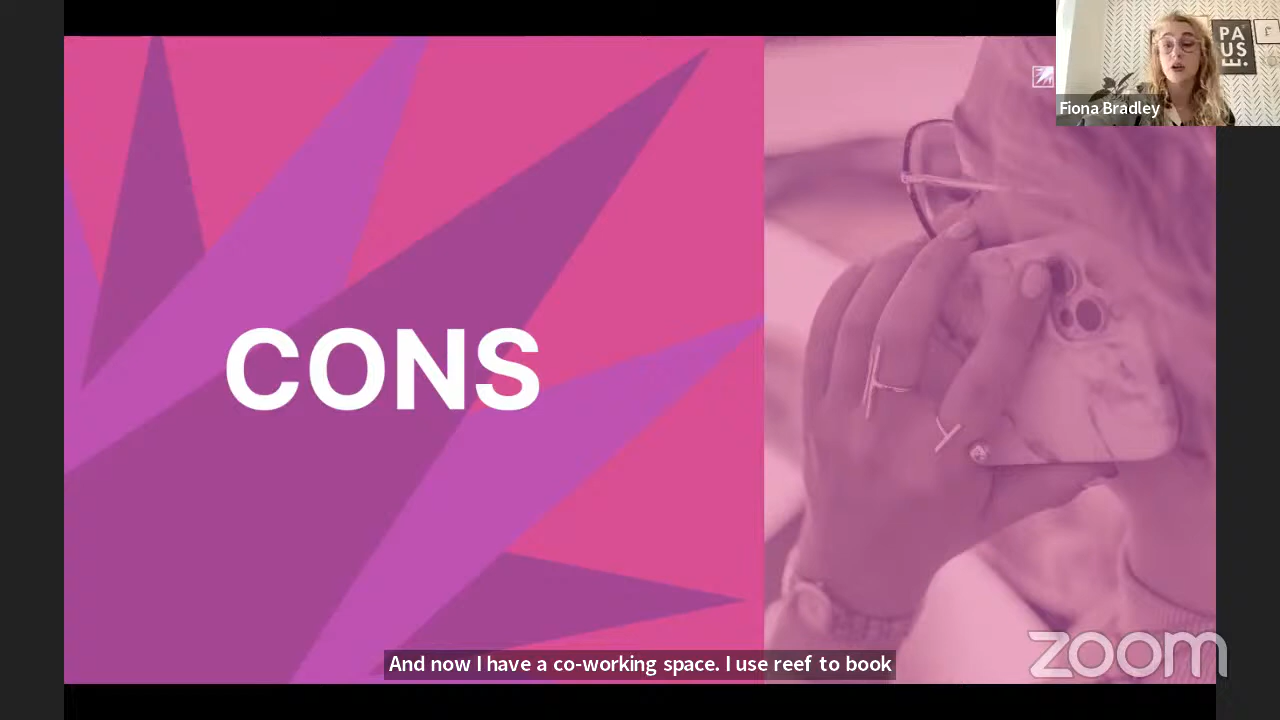 PA
US
E.
Fiona Bradley
CONS
And now I have a co-working space. I use reef to book
zoom